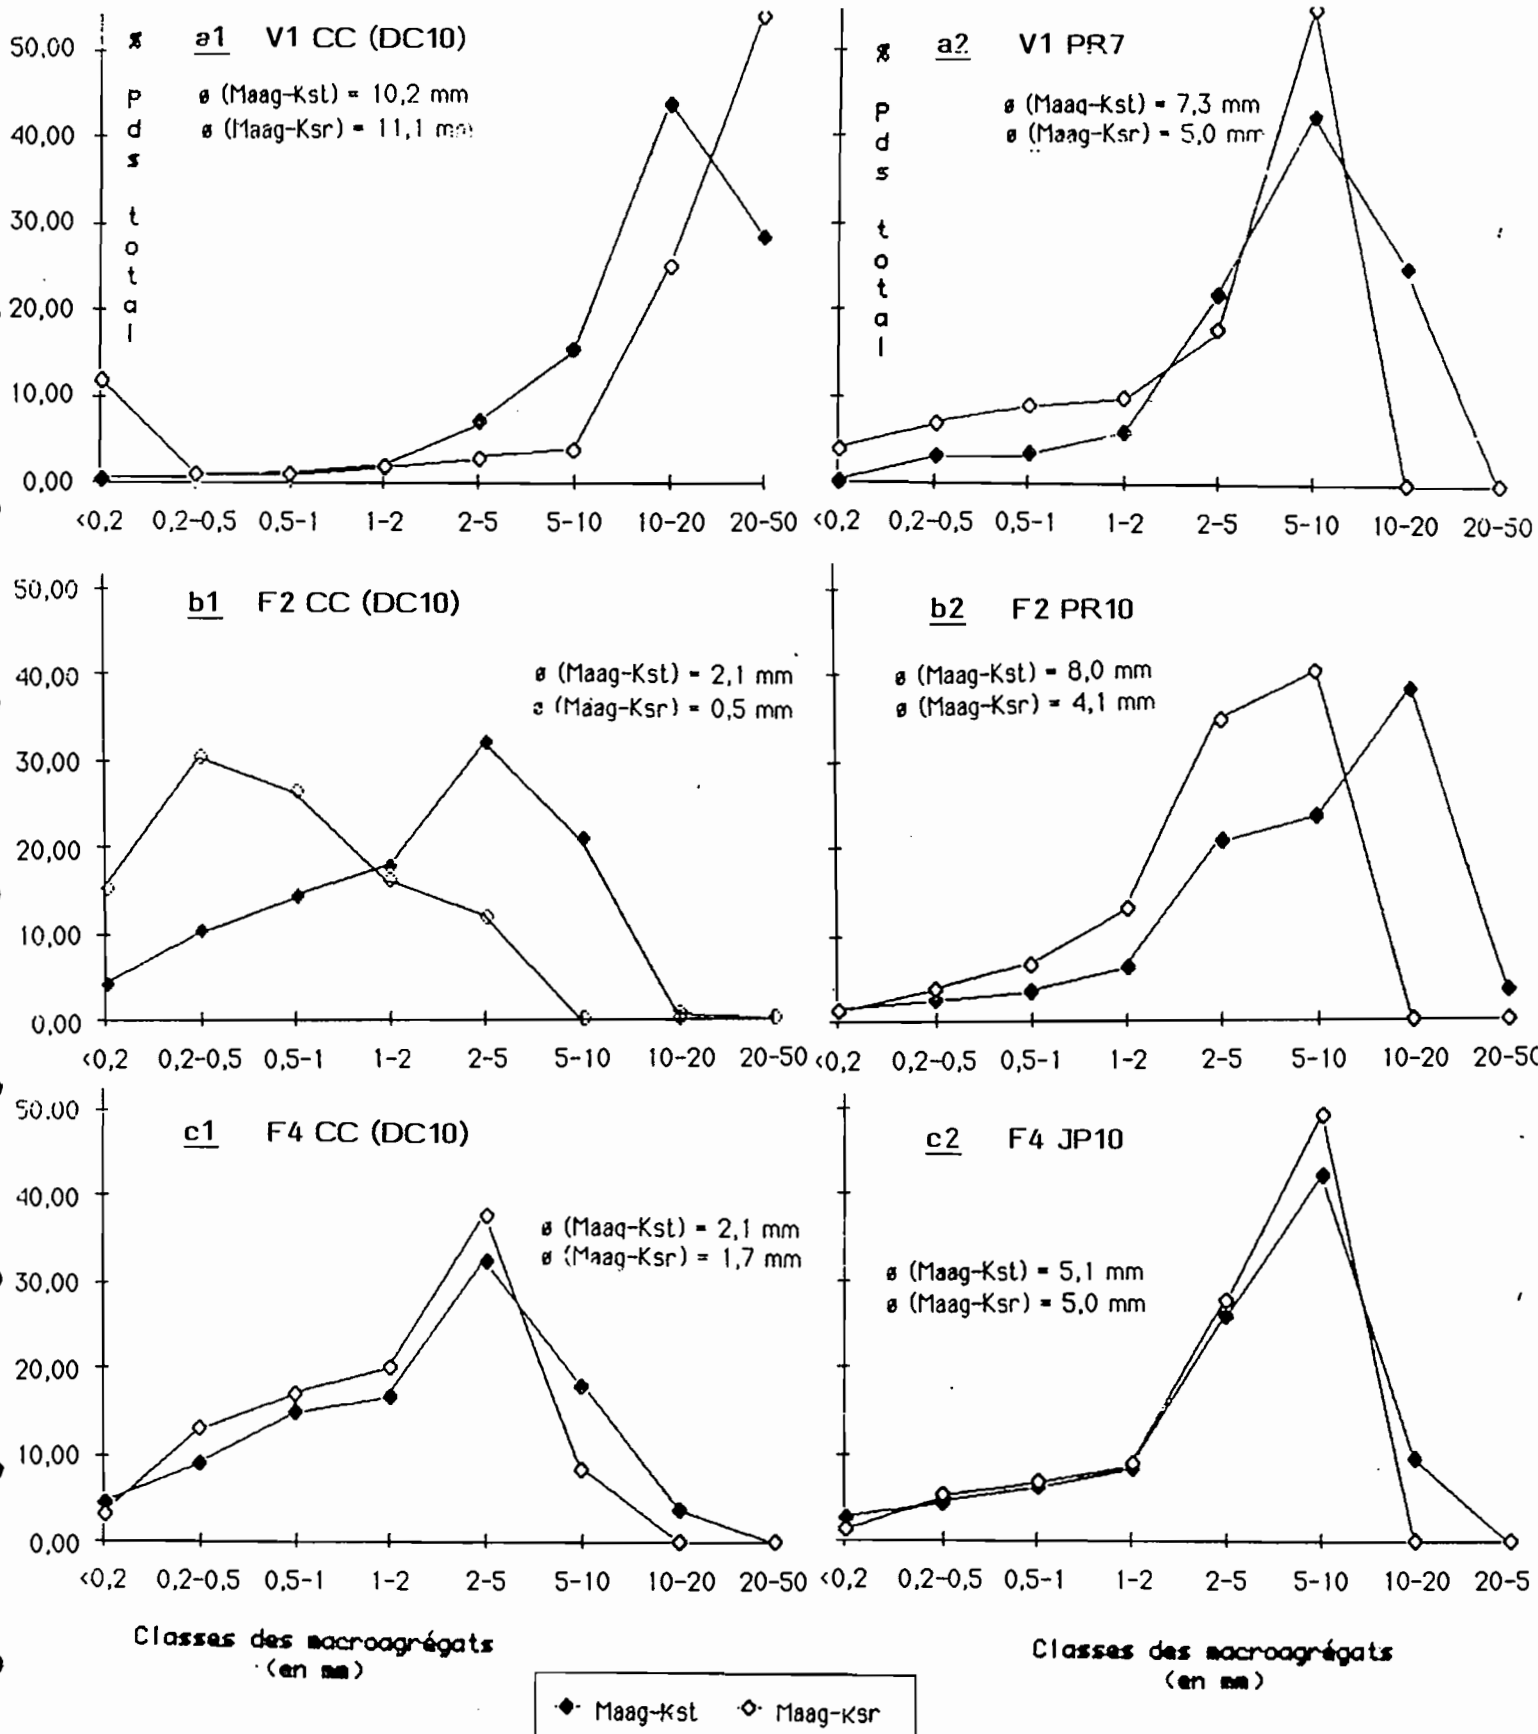 a1 V1 CC (DC10)
% Pds total
ø (Maag-Kst) = 10,2 mm
ø (Maag-Ksr) = 11,1 mm
50,00
40,00
30,00
20,00
10,00
0,00
<0,2 0,2-0,5 0,5-1 1-2 2-5 5-10 10-20 20-50
a2 V1 PR7
% Pds total
ø (Maag-Kst) = 7,3 mm
ø (Maag-Ksr) = 5,0 mm
<0,2 0,2-0,5 0,5-1 1-2 2-5 5-10 10-20 20-50
b1 F2 CC (DC10)
ø (Maag-Kst) = 2,1 mm
ø (Maag-Ksr) = 0,5 mm
50,00
40,00
30,00
20,00
10,00
0,00
<0,2 0,2-0,5 0,5-1 1-2 2-5 5-10 10-20 20-50
b2 F2 PR10
ø (Maag-Kst) = 8,0 mm
ø (Maag-Ksr) = 4,1 mm
<0,2 0,2-0,5 0,5-1 1-2 2-5 5-10 10-20 20-50
c1 F4 CC (DC10)
ø (Maag-Kst) = 2,1 mm
ø (Maag-Ksr) = 1,7 mm
50.00
40,00
30,00
20,00
10,00
0,00
<0,2 0,2-0,5 0,5-1 1-2 2-5 5-10 10-20 20-50
c2 F4 JP10
ø (Maag-Kst) = 5,1 mm
ø (Maag-Ksr) = 5,0 mm
<0,2 0,2-0,5 0,5-1 1-2 2-5 5-10 10-20 20-5
Classes des macroagrégats
(en mm)
Classes des macroagrégats
(en mm)
Maag-Kst Maag-Ksr